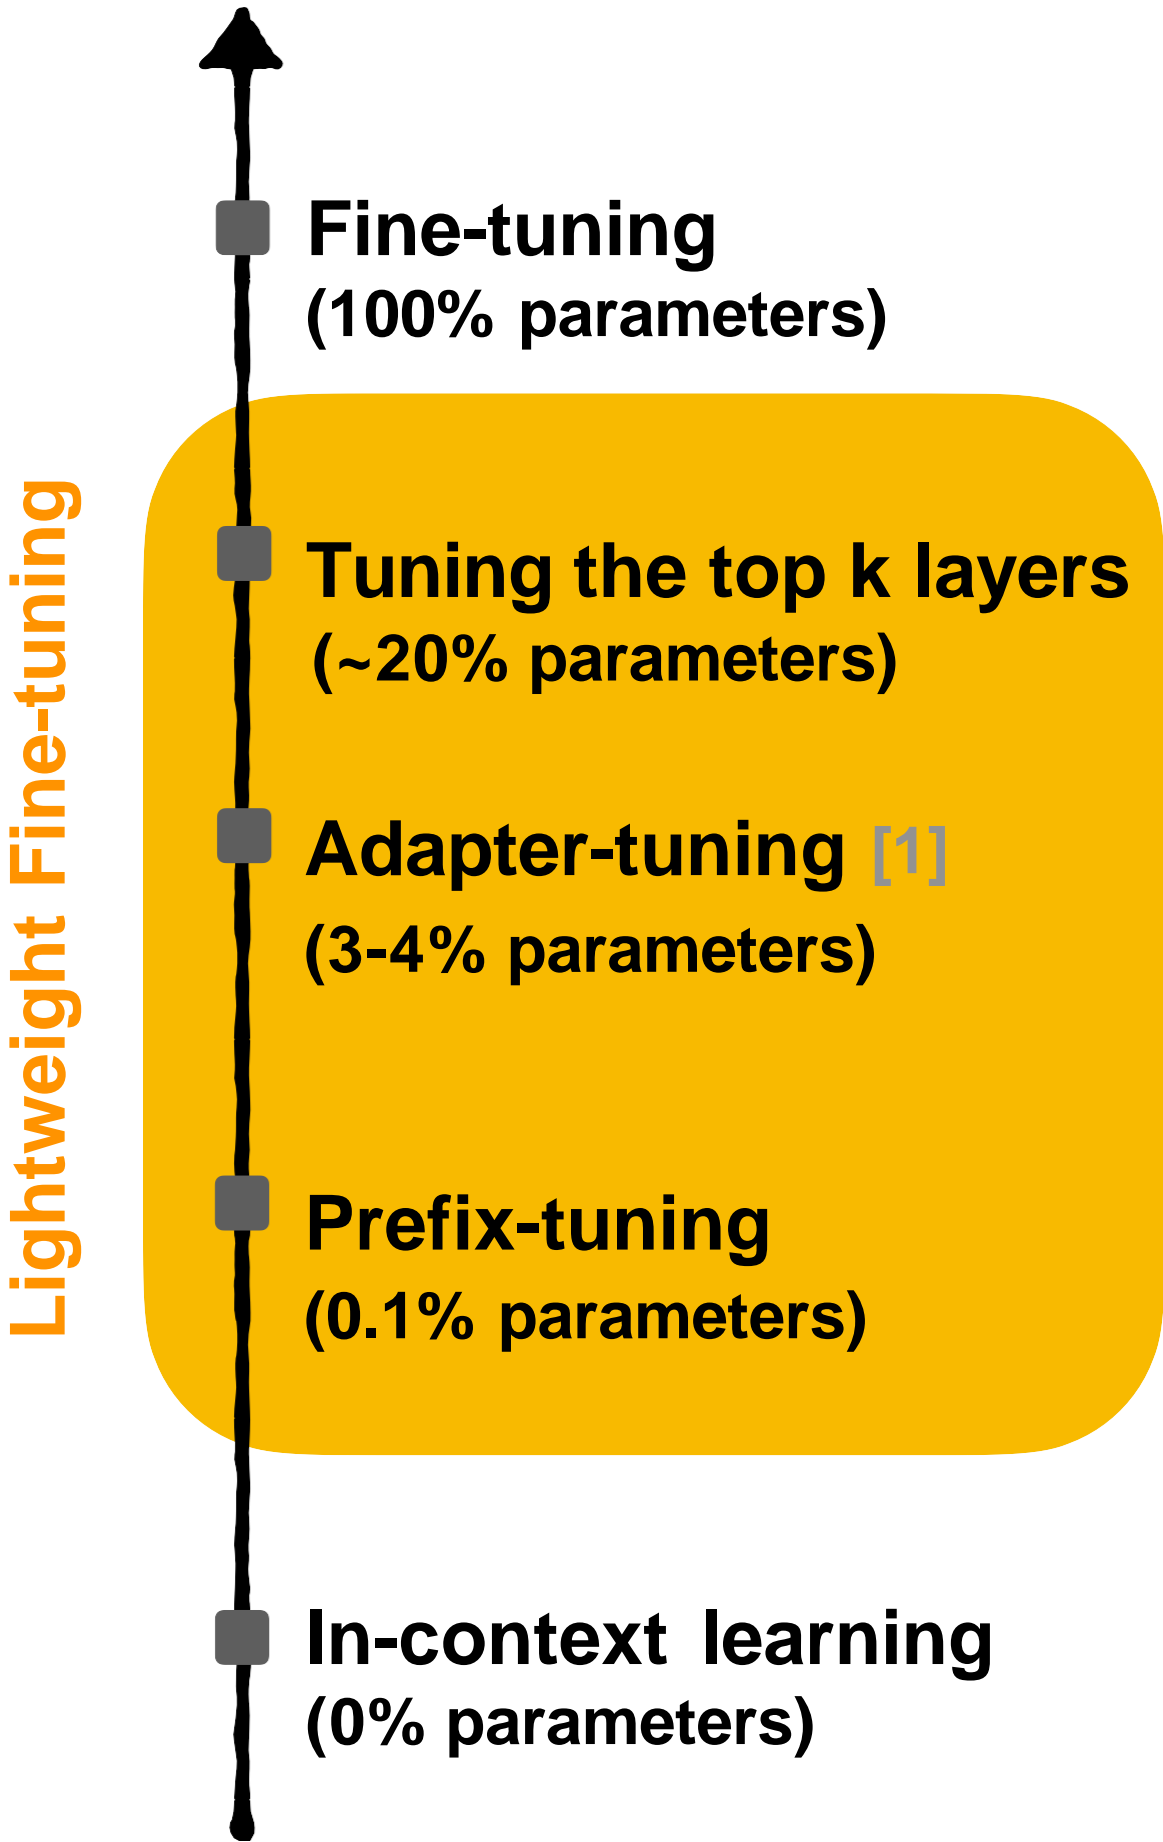 Fine-tuning
(100% parameters)
Lightweight Fine-tuning
Tuning the top k layers
(~20% parameters)
Adapter-tuning [1]
(3-4% parameters)
Prefix-tuning
(0.1% parameters)
In-context learning
(0% parameters)